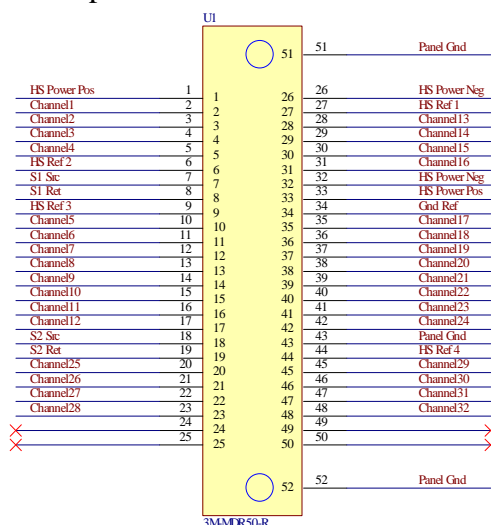 U1
51 51 Panel Gnd
HS Power Pos 1 1 26 26 HS Power Neg
Channel1 2 2 27 27 HS Ref 1
Channel2 3 3 28 28 Channel13
Channel3 4 4 29 29 Channel14
Channel4 5 5 30 30 Channel15
HS Ref 2 6 6 31 31 Channel16
S1 Src 7 7 32 32 HS Power Neg
S1 Ret 8 8 33 33 HS Power Pos
HS Ref 3 9 9 34 34 Gnd Ref
Channel5 10 10 35 35 Channel17
Channel6 11 11 36 36 Channel18
Channel7 12 12 37 37 Channel19
Channel8 13 13 38 38 Channel20
Channel9 14 14 39 39 Channel21
Channel10 15 15 40 40 Channel22
Channel11 16 16 41 41 Channel23
Channel12 17 17 42 42 Channel24
S2 Src 18 18 43 43 Panel Gnd
S2 Ret 19 19 44 44 HS Ref 4
Channel25 20 20 45 45 Channel29
Channel26 21 21 46 46 Channel30
Channel27 22 22 47 47 Channel31
Channel28 23 23 48 48 Channel32
24 24 49 49
25 25 50 50
52 52 Panel Gnd
3M-MDR50-R